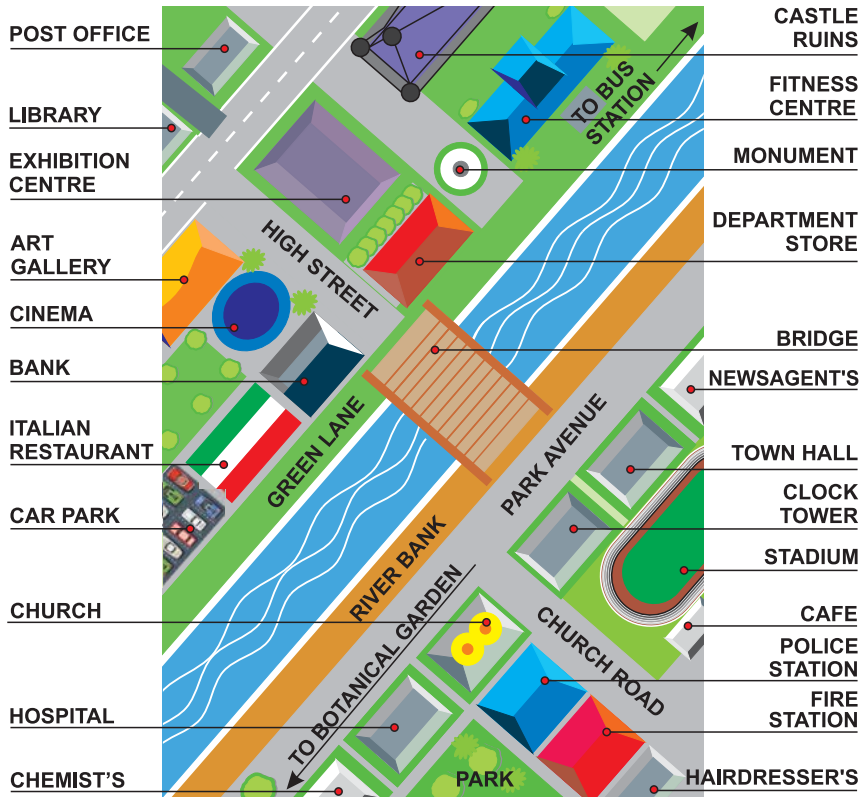 POST OFFICE
LIBRARY
EXHIBITION
CENTRE
ART
GALLERY
CINEMA
BANK
ITALIAN
RESTAURANT
CAR PARK
CHURCH
HOSPITAL
CHEMIST'S
HIGH STREET
GREEN LANE
RIVER BANK
TO BOTANICAL GARDEN
PARK AVENUE
CHURCH ROAD
PARK
TO BUS
STATION
CASTLE
RUINS
FITNESS
CENTRE
MONUMENT
DEPARTMENT
STORE
BRIDGE
NEWSAGENT'S
TOWN HALL
CLOCK
TOWER
STADIUM
CAFE
POLICE
STATION
FIRE
STATION
HAIRDRESSER'S